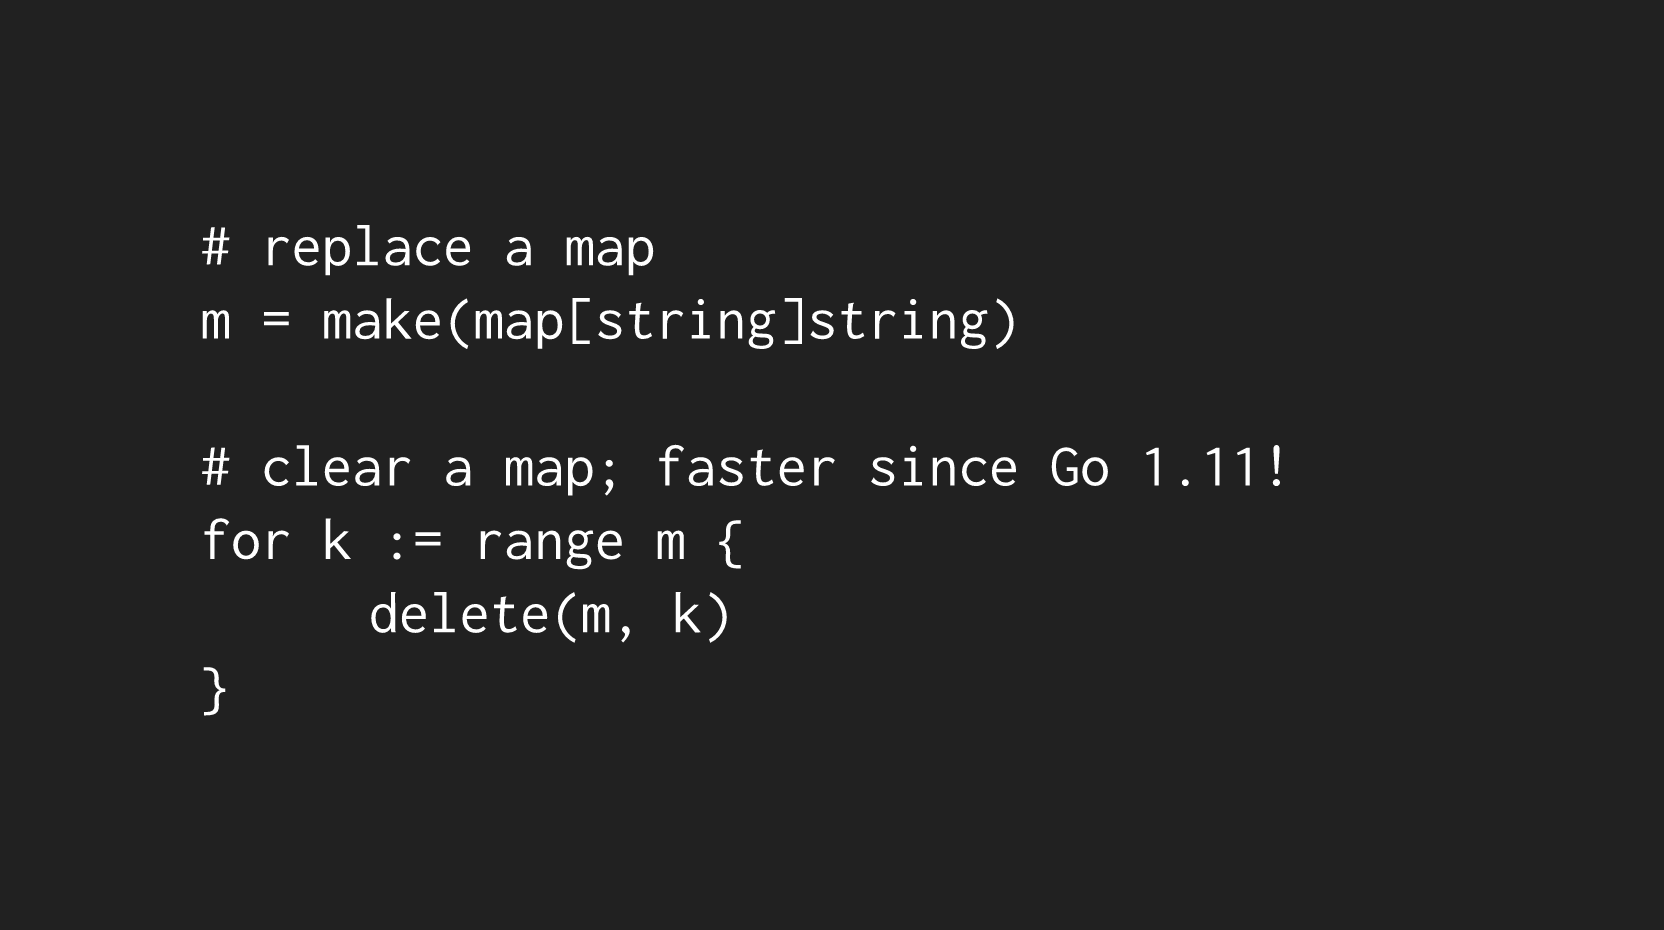 # replace a map
m = make(map[string]string)
# clear a map; faster since Go 1.11!
for k := range m {
delete(m, k)
}